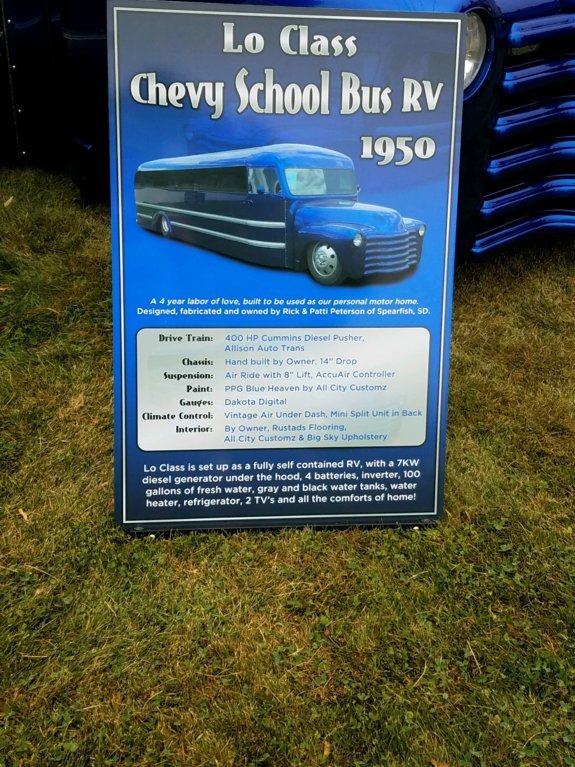 Lo Class
Chevy School Bus RV
1950
A 4 year labor of love, built to be used as our personal motor home.
Designed, fabricated and owned by Rick & Patti Peterson of Spearfish, SD.
Drive Train: 400 HP Cummins Diesel Pusher,
Allison Auto Trans
Chassis: Hand built by Owner, 14" Drop
Suspension: Air Ride with 8" Lift, AccuAir Controller
Paint: PPG Blue Heaven by All City Customz
Gauges: Dakota Digital
Climate Control: Vintage Air Under Dash, Mini Split Unit in Back
Interior: By Owner, Rustads Flooring,
All City Customz & Big Sky Upholstery
Lo Class is set up as a fully self contained RV, with a 7KW
diesel generator under the hood, 4 batteries, inverter, 100
gallons of fresh water, gray and black water tanks, water
heater, refrigerator, 2 TV's and all the comforts of home!